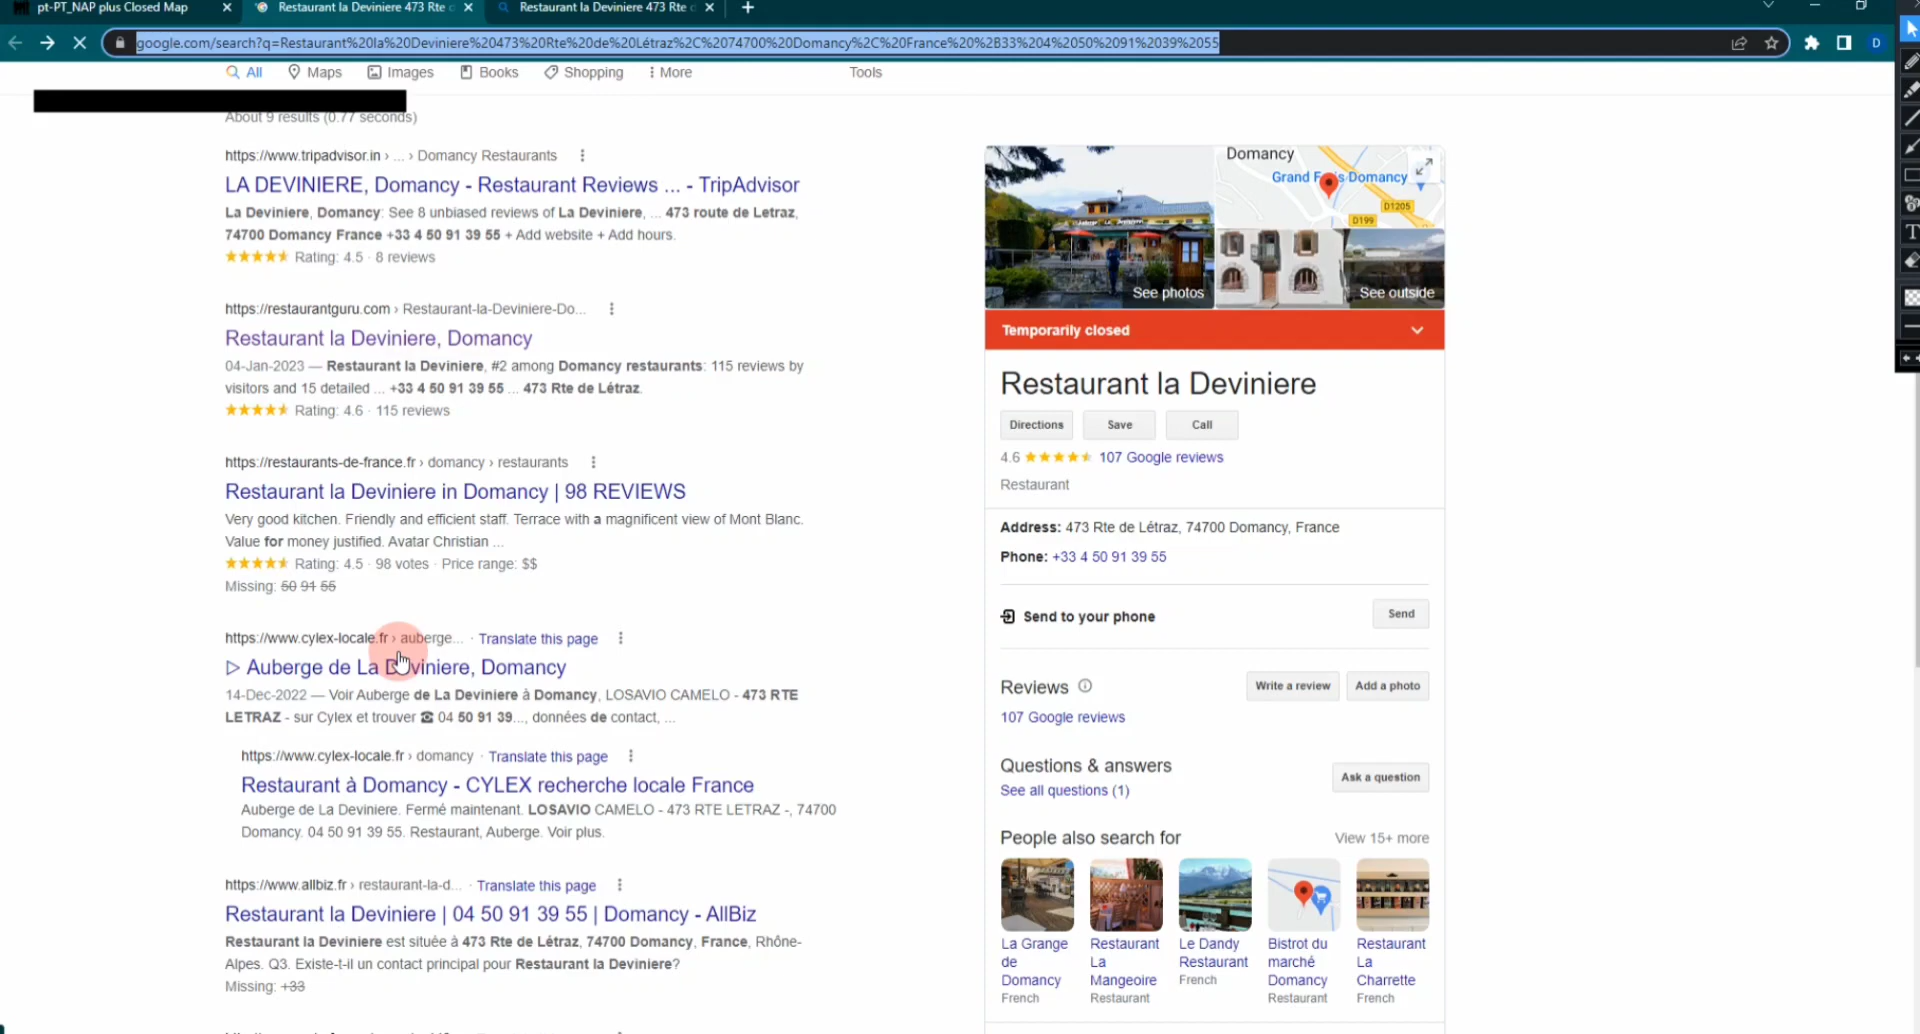 pt-PT_NAP plus Closed Map
Restaurant la Deviniere 473 Rte
Restaurant la Deviniere 473 Rte
google.com/search?q=Restaurant%20la%20Deviniere%20473%20Rte%20de%20Létraz%2C%2074700%20Domancy%2C%20France%20%2B33%204%2050%2091%2039%2055
D
All Maps Images Books Shopping More Tools
About 9 results (0.77 seconds)
https://www.tripadvisor.in › ... › Domancy Restaurants
LA DEVINIERE, Domancy - Restaurant Reviews ... - TripAdvisor
La Deviniere, Domancy: See 8 unbiased reviews of La Deviniere, ... 473 route de Letraz,
74700 Domancy France +33 4 50 91 39 55 + Add website + Add hours.
Rating: 4.5 · 8 reviews
https://restaurantguru.com › Restaurant-la-Deviniere-Do...
Restaurant la Deviniere, Domancy
04-Jan-2023 — Restaurant la Deviniere, #2 among Domancy restaurants: 115 reviews by
visitors and 15 detailed ... +33 4 50 91 39 55 ... 473 Rte de Létraz.
Rating: 4.6 · 115 reviews
https://restaurants-de-france.fr › domancy › restaurants
Restaurant la Deviniere in Domancy | 98 REVIEWS
Very good kitchen. Friendly and efficient staff. Terrace with a magnificent view of Mont Blanc.
Value for money justified. Avatar Christian ...
Rating: 4.5 · 98 votes · Price range: $$
Missing: 50 91 55
https://www.cylex-locale.fr › auberge... · Translate this page
▷ Auberge de La Deviniere, Domancy
14-Dec-2022 — Voir Auberge de La Deviniere à Domancy, LOSAVIO CAMELO - 473 RTE
LETRAZ - sur Cylex et trouver ☎ 04 50 91 39..., données de contact, ...
https://www.cylex-locale.fr › domancy · Translate this page
Restaurant à Domancy - CYLEX recherche locale France
Auberge de La Deviniere. Fermé maintenant. LOSAVIO CAMELO - 473 RTE LETRAZ -, 74700
Domancy. 04 50 91 39 55. Restaurant, Auberge. Voir plus.
https://www.allbiz.fr › restaurant-la-d... · Translate this page
Restaurant la Deviniere | 04 50 91 39 55 | Domancy - AllBiz
Restaurant la Deviniere est située à 473 Rte de Létraz, 74700 Domancy, France, Rhône-
Alpes. Q3. Existe-t-il un contact principal pour Restaurant la Deviniere?
Missing: +33
Domancy
Grand Domancy
D1205
D199
See photos
See outside
Temporarily closed
Restaurant la Deviniere
Directions Save Call
4.6 107 Google reviews
Restaurant
Address: 473 Rte de Létraz, 74700 Domancy, France
Phone: +33 4 50 91 39 55
Send to your phone Send
Reviews Write a review Add a photo
107 Google reviews
Questions & answers Ask a question
See all questions (1)
People also search for View 15+ more
La Grange de Domancy French
Restaurant La Mangeoire Restaurant
Le Dandy Restaurant French
Bistrot du marché Domancy Restaurant
Restaurant La Charrette French